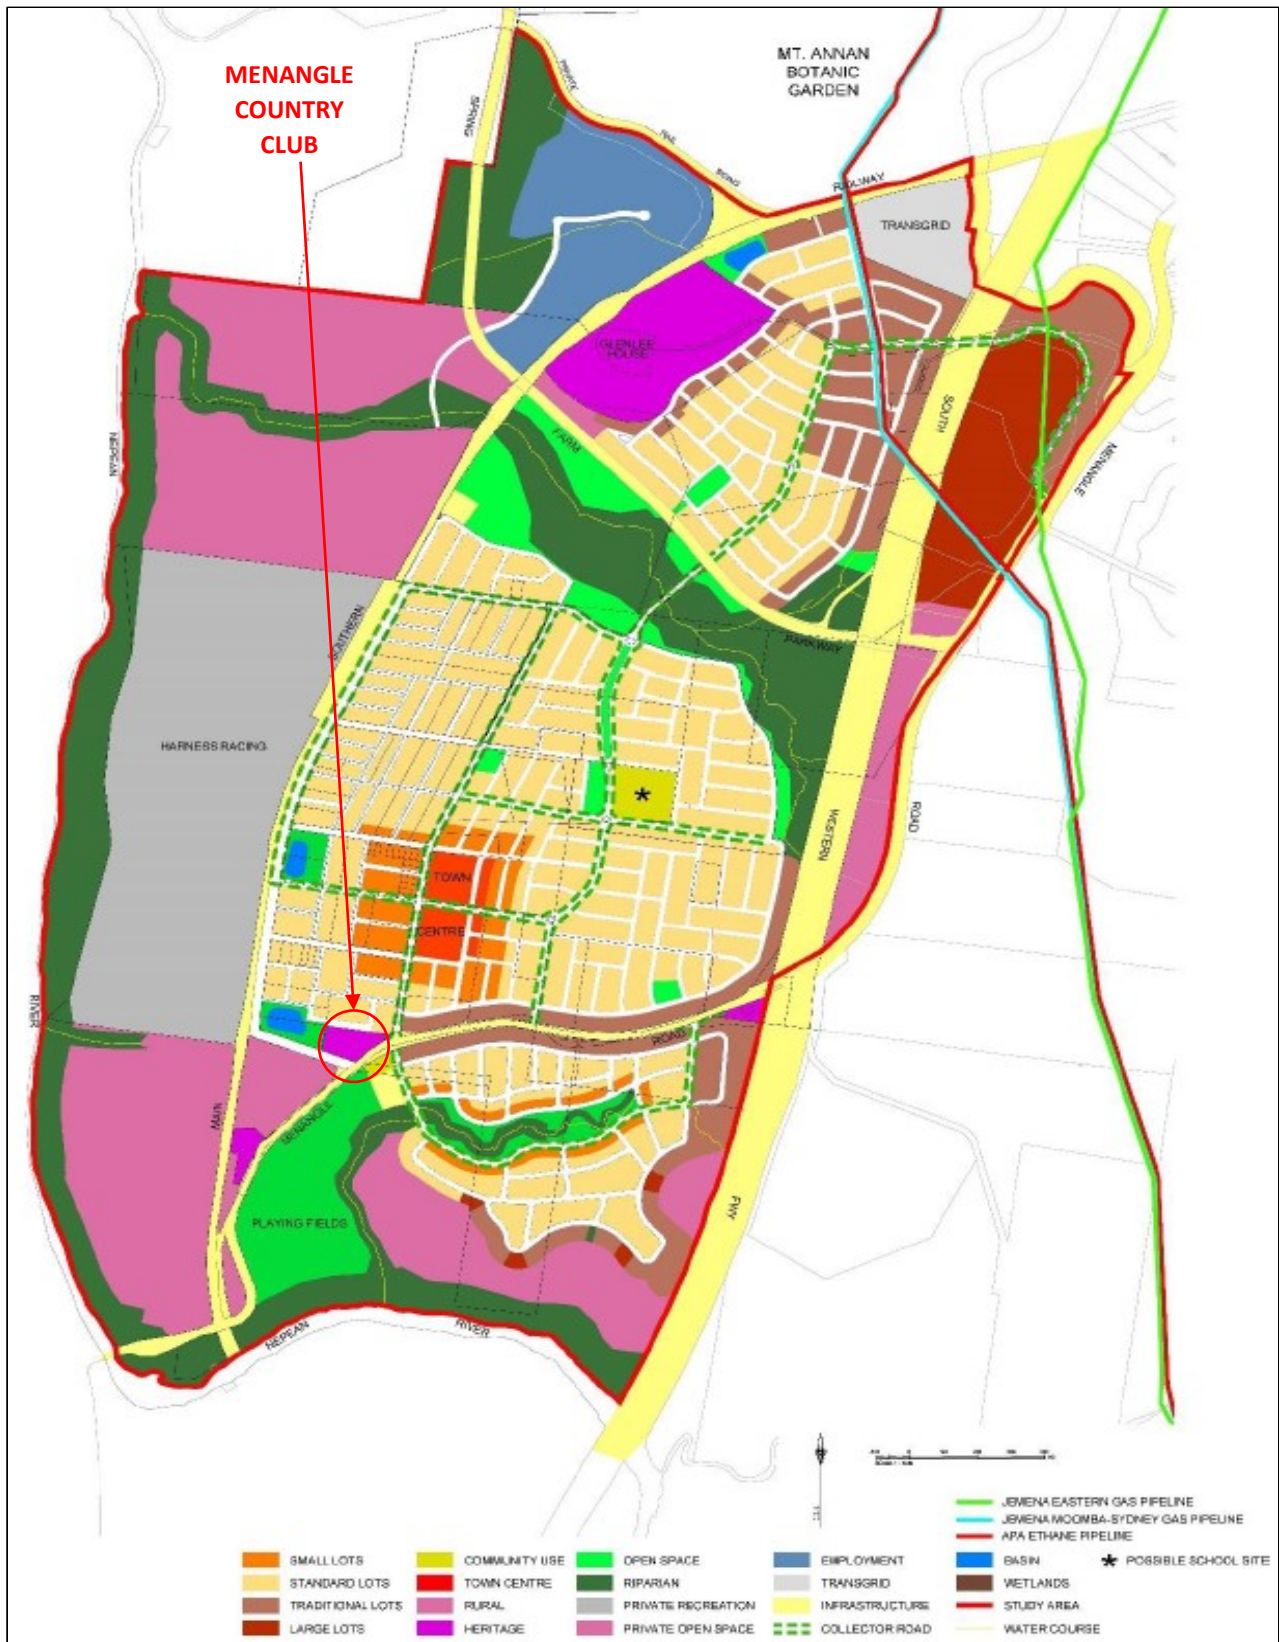 MENANGLE
COUNTRY
CLUB
MT. ANNAN
BOTANIC
GARDEN
SPRING
PRIVATE
RAILWAY
TRANSGRID
GLENLEE
HOUSE
FARM
SOUTH
MENANGLE
NEPEAN
SOUTHERN
PARKWAY
HARNESS RACING
ROAD
WESTERN
TOWN
CENTRE
RIVER
ROAD
MAIN
MENANGLE
PLAYING FIELDS
FWY
NEPEAN
RIVER
JEMENA EASTERN GAS PIPELINE
JEMENA MOOMBA-SYDNEY GAS PIPELINE
APA ETHANE PIPELINE
SMALL LOTS COMMUNITY USE OPEN SPACE EMPLOYMENT BASIN * POSSIBLE SCHOOL SITE
STANDARD LOTS TOWN CENTRE RIPARIAN TRANSGRID WETLANDS
TRADITIONAL LOTS RURAL PRIVATE RECREATION INFRASTRUCTURE STUDY AREA
LARGE LOTS HERITAGE PRIVATE OPEN SPACE COLLECTOR ROAD WATER COURSE